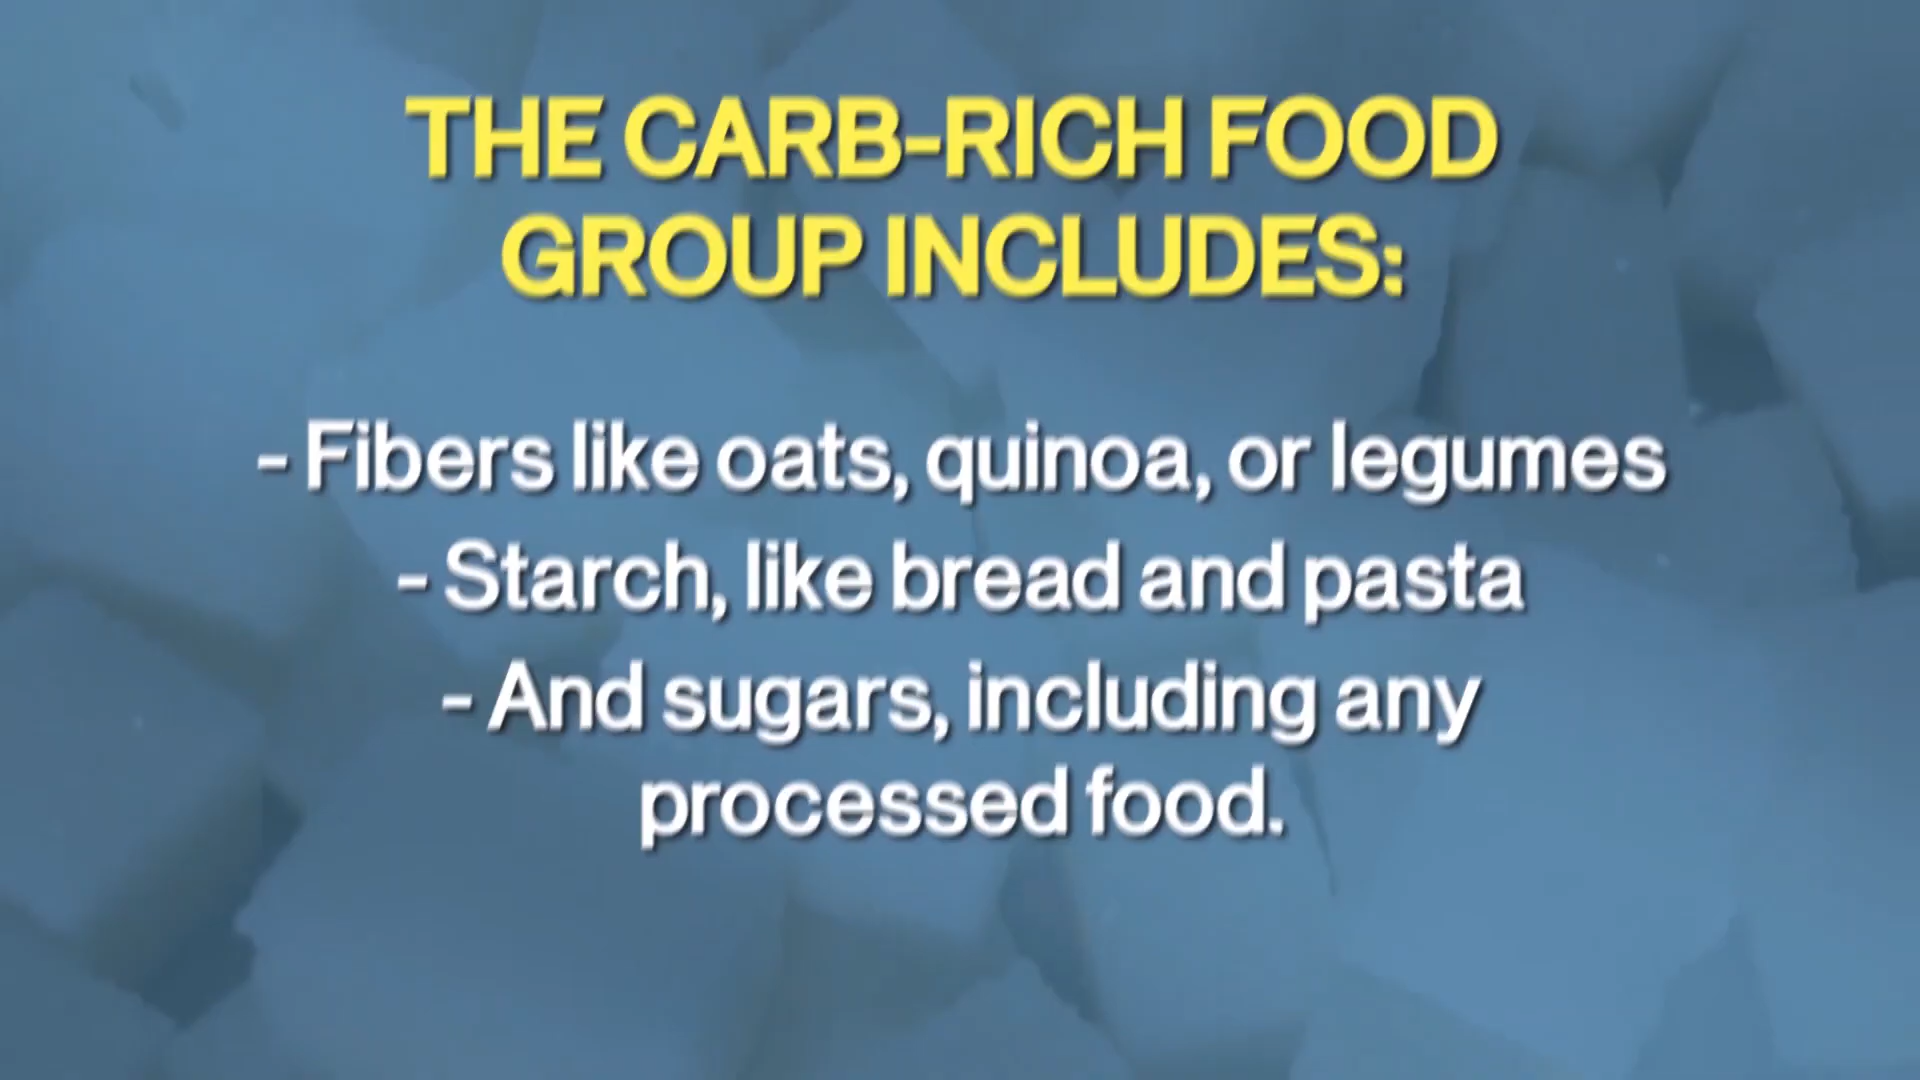 THE CARB-RICH FOOD
GROUP INCLUDES:
- Fibers like oats, quinoa, or legumes
- Starch, like bread and pasta
- And sugars, including any
processed food.